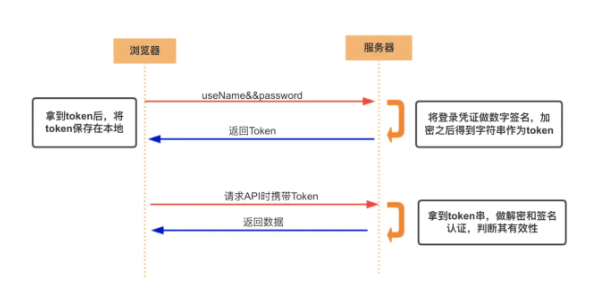 浏览器
服务器
useName&&password
拿到token后，将
token保存在本地
将登录凭证做数字签名，加
密之后得到字符串作为token
返回Token
请求API时携带Token
拿到token串，做解密和签名
认证，判断其有效性
返回数据